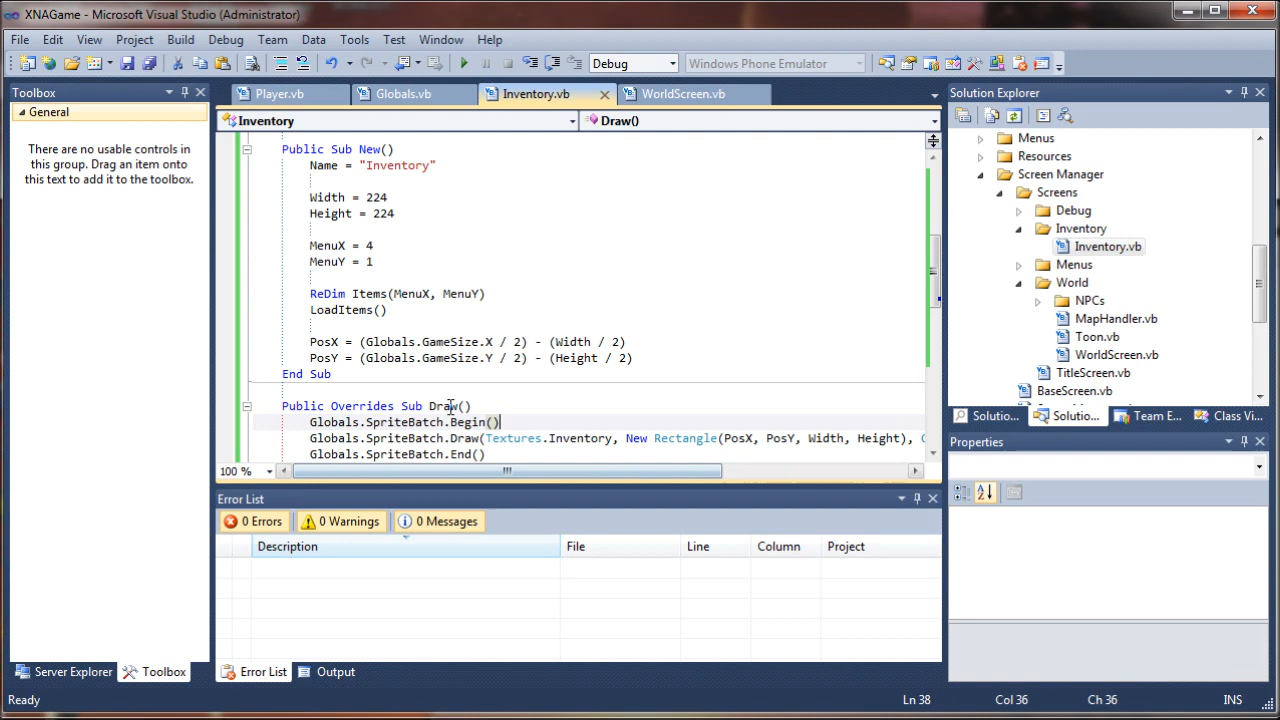 XNAGame - Microsoft Visual Studio (Administrator)
File Edit View Project Build Debug Team Data Tools Test Window Help
Debug Windows Phone Emulator
Toolbox
General
There are no usable controls in
this group. Drag an item onto
this text to add it to the toolbox.
Server Explorer Toolbox
Player.vb Globals.vb Inventory.vb WorldScreen.vb
Inventory Draw()
Public Sub New()
Name = "Inventory"
Width = 224
Height = 224
MenuX = 4
MenuY = 1
ReDim Items(MenuX, MenuY)
LoadItems()
PosX = (Globals.GameSize.X / 2) - (Width / 2)
PosY = (Globals.GameSize.Y / 2) - (Height / 2)
End Sub
Public Overrides Sub Draw()
Globals.SpriteBatch.Begin()
Globals.SpriteBatch.Draw(Textures.Inventory, New Rectangle(PosX, PosY, Width, Height),
Globals.SpriteBatch.End()
100 %
Error List
0 Errors 0 Warnings 0 Messages
Description File Line Column Project
Error List Output
Solution Explorer
Menus
Resources
Screen Manager
Screens
Debug
Inventory
Inventory.vb
Menus
World
NPCs
MapHandler.vb
Toon.vb
WorldScreen.vb
TitleScreen.vb
BaseScreen.vb
Solutio... Solutio... Team E... Class Vi...
Properties
Ready Ln 38 Col 36 Ch 36 INS